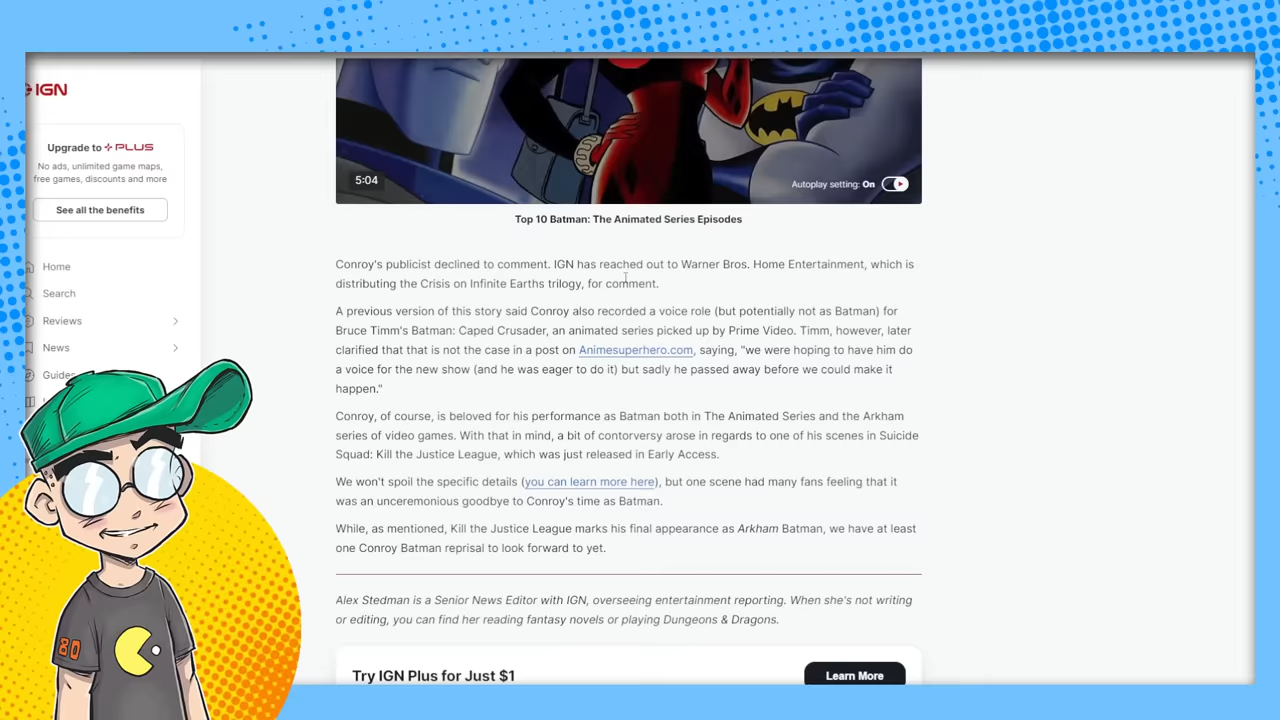 IGN
Upgrade to PLUS
No ads, unlimited game maps,
free games, discounts and more
See all the benefits
Home
Search
Reviews
News
Guides
5:04
Autoplay setting: On
Top 10 Batman: The Animated Series Episodes
Conroy's publicist declined to comment. IGN has reached out to Warner Bros. Home Entertainment, which is
distributing the Crisis on Infinite Earths trilogy, for comment.
A previous version of this story said Conroy also recorded a voice role (but potentially not as Batman) for
Bruce Timm's Batman: Caped Crusader, an animated series picked up by Prime Video. Timm, however, later
clarified that that is not the case in a post on Animesuperhero.com, saying, "we were hoping to have him do
a voice for the new show (and he was eager to do it) but sadly he passed away before we could make it
happen."
Conroy, of course, is beloved for his performance as Batman both in The Animated Series and the Arkham
series of video games. With that in mind, a bit of contorversy arose in regards to one of his scenes in Suicide
Squad: Kill the Justice League, which was just released in Early Access.
We won't spoil the specific details (you can learn more here), but one scene had many fans feeling that it
was an unceremonious goodbye to Conroy's time as Batman.
While, as mentioned, Kill the Justice League marks his final appearance as Arkham Batman, we have at least
one Conroy Batman reprisal to look forward to yet.
Alex Stedman is a Senior News Editor with IGN, overseeing entertainment reporting. When she's not writing
or editing, you can find her reading fantasy novels or playing Dungeons & Dragons.
Try IGN Plus for Just $1
Learn More
80